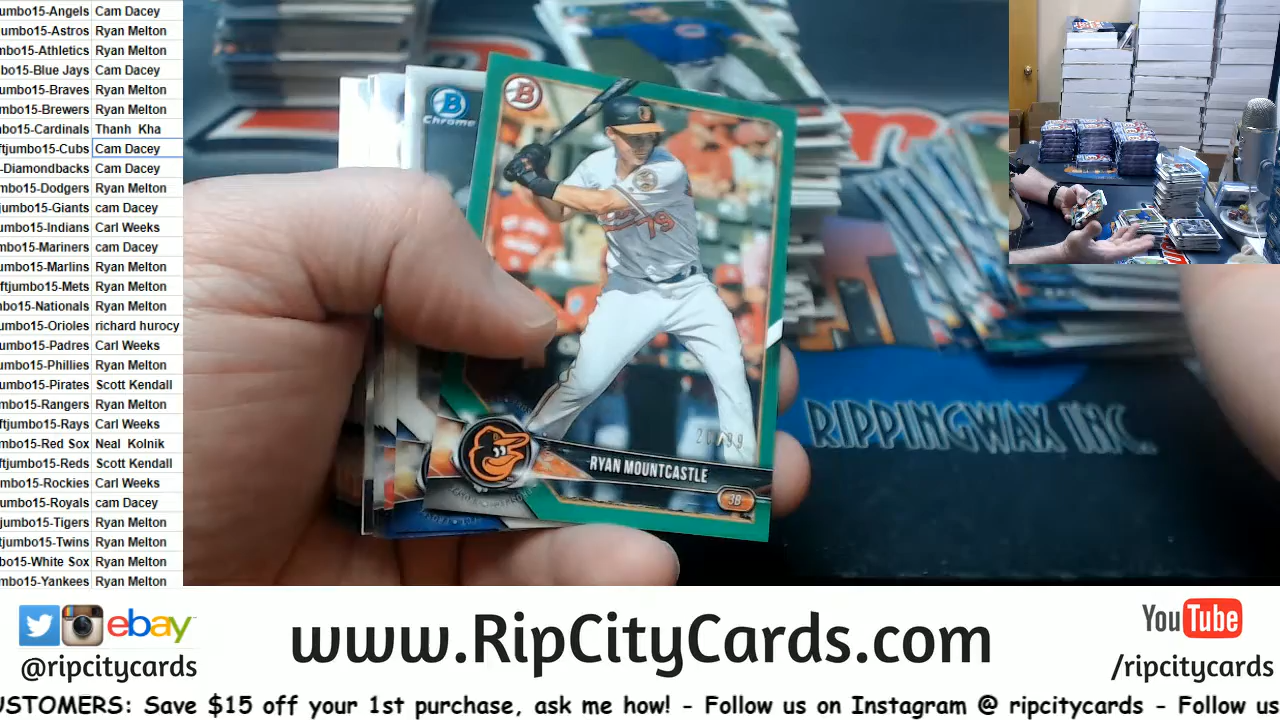 umbo15-Angels Cam Dacey
umbo15-Astros Ryan Melton
mbo15-Athletics Ryan Melton
bo15-Blue Jays Cam Dacey
mbo15-Braves Ryan Melton
mbo15-Brewers Ryan Melton
nbo15-Cardinals Thanh Kha
ftjumbo15-Cubs Cam Dacey
-Diamondbacks Cam Dacey
mbo15-Dodgers Ryan Melton
jumbo15-Giants cam Dacey
umbo15-Indians Carl Weeks
mbo15-Mariners cam Dacey
umbo15-Marlins Ryan Melton
ftjumbo15-Mets Ryan Melton
nbo15-Nationals Ryan Melton
umbo15-Orioles richard hurocy
umbo15-Padres Carl Weeks
umbo15-Phillies Ryan Melton
umbo15-Pirates Scott Kendall
mbo15-Rangers Ryan Melton
ftjumbo15-Rays Carl Weeks
mbo15-Red Sox Neal Kolnik
ftjumbo15-Reds Scott Kendall
mbo15-Rockies Carl Weeks
umbo15-Royals cam Dacey
jumbo15-Tigers Ryan Melton
tjumbo15-Twins Ryan Melton
bo15-White Sox Ryan Melton
mbo15-Yankees Ryan Melton
B
Chrome
B
79
RYAN MOUNTCASTLE
3B
RIPPINGWAX INC.
ebay
@ripcitycards
www.RipCityCards.com
YouTube
/ripcitycards
USTOMERS: Save $15 off your 1st purchase, ask me how! - Follow us on Instagram @ ripcitycards - Follow us